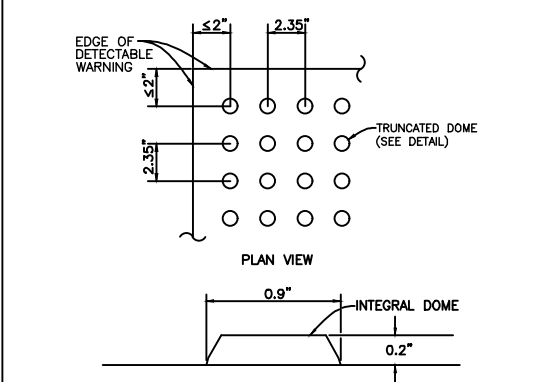 ≤2"
2.35"
EDGE OF
DETECTABLE
WARNING
≤2"
TRUNCATED DOME
(SEE DETAIL)
2.35"
PLAN VIEW
0.9"
INTEGRAL DOME
0.2"